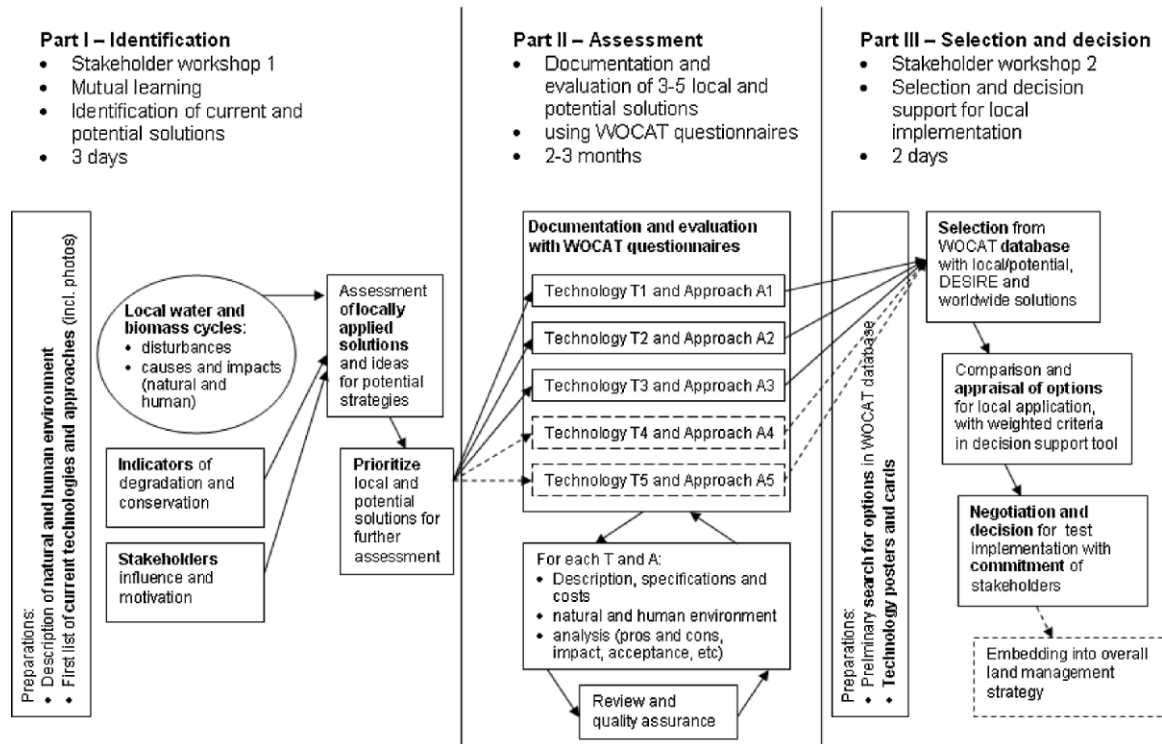 Part I – Identification
• Stakeholder workshop 1
• Mutual learning
• Identification of current and
potential solutions
• 3 days
Preparations:
• Description of natural and human environment
• First list of current technologies and approaches (incl. photos)
Local water and
biomass cycles:
• disturbances
• causes and impacts
(natural and
human)
Indicators of
degradation and
conservation
Stakeholders
influence and
motivation
Assessment
of locally
applied
solutions
and ideas
for potential
strategies
Prioritize
local and
potential
solutions for
further
assessment
Part II – Assessment
• Documentation and
evaluation of 3-5 local and
potential solutions
• using WOCAT questionnaires
• 2-3 months
Documentation and evaluation
with WOCAT questionnaires
Technology T1 and Approach A1
Technology T2 and Approach A2
Technology T3 and Approach A3
Technology T4 and Approach A4
Technology T5 and Approach A5
For each T and A:
• Description, specifications and
costs
• natural and human environment
• analysis (pros and cons,
impact, acceptance, etc)
Review and
quality assurance
Part III – Selection and decision
• Stakeholder workshop 2
• Selection and decision
support for local
implementation
• 2 days
Preparations:
• Prelminary search for options in WOCAT database
• Technology posters and cards
Selection from
WOCAT database
with local/potential,
DESIRE and
worldwide solutions
Comparison and
appraisal of options
for local application,
with weighted criteria
in decision support tool
Negotiation and
decision for test
implementation with
commitment of
stakeholders
Embedding into overall
land management
strategy